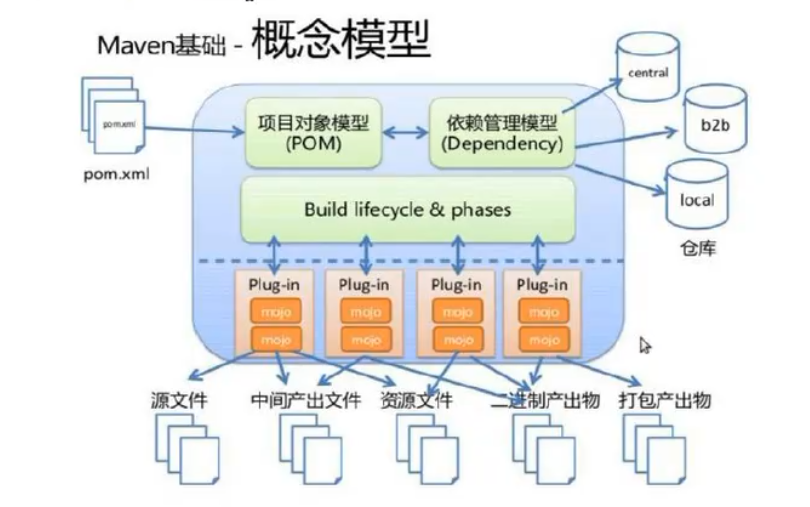 Maven基础 - 概念模型
central
pom.xml
项目对象模型
(POM)
依赖管理模型
(Dependency)
b2b
pom.xml
local
Build lifecycle & phases
仓库
Plug-in
Plug-in
Plug-in
Plug-in
mojo
mojo
mojo
mojo
mojo
mojo
mojo
mojo
源文件
中间产出文件
资源文件
二进制产出物
打包产出物